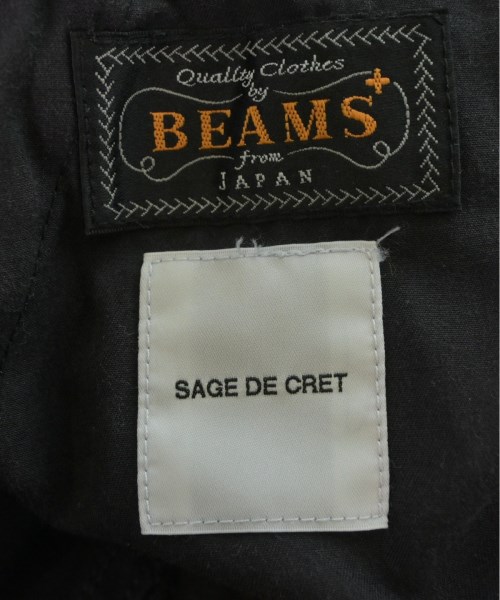 Quality Clothes
by
BEAMS+
from
JAPAN
SAGE DE CRET